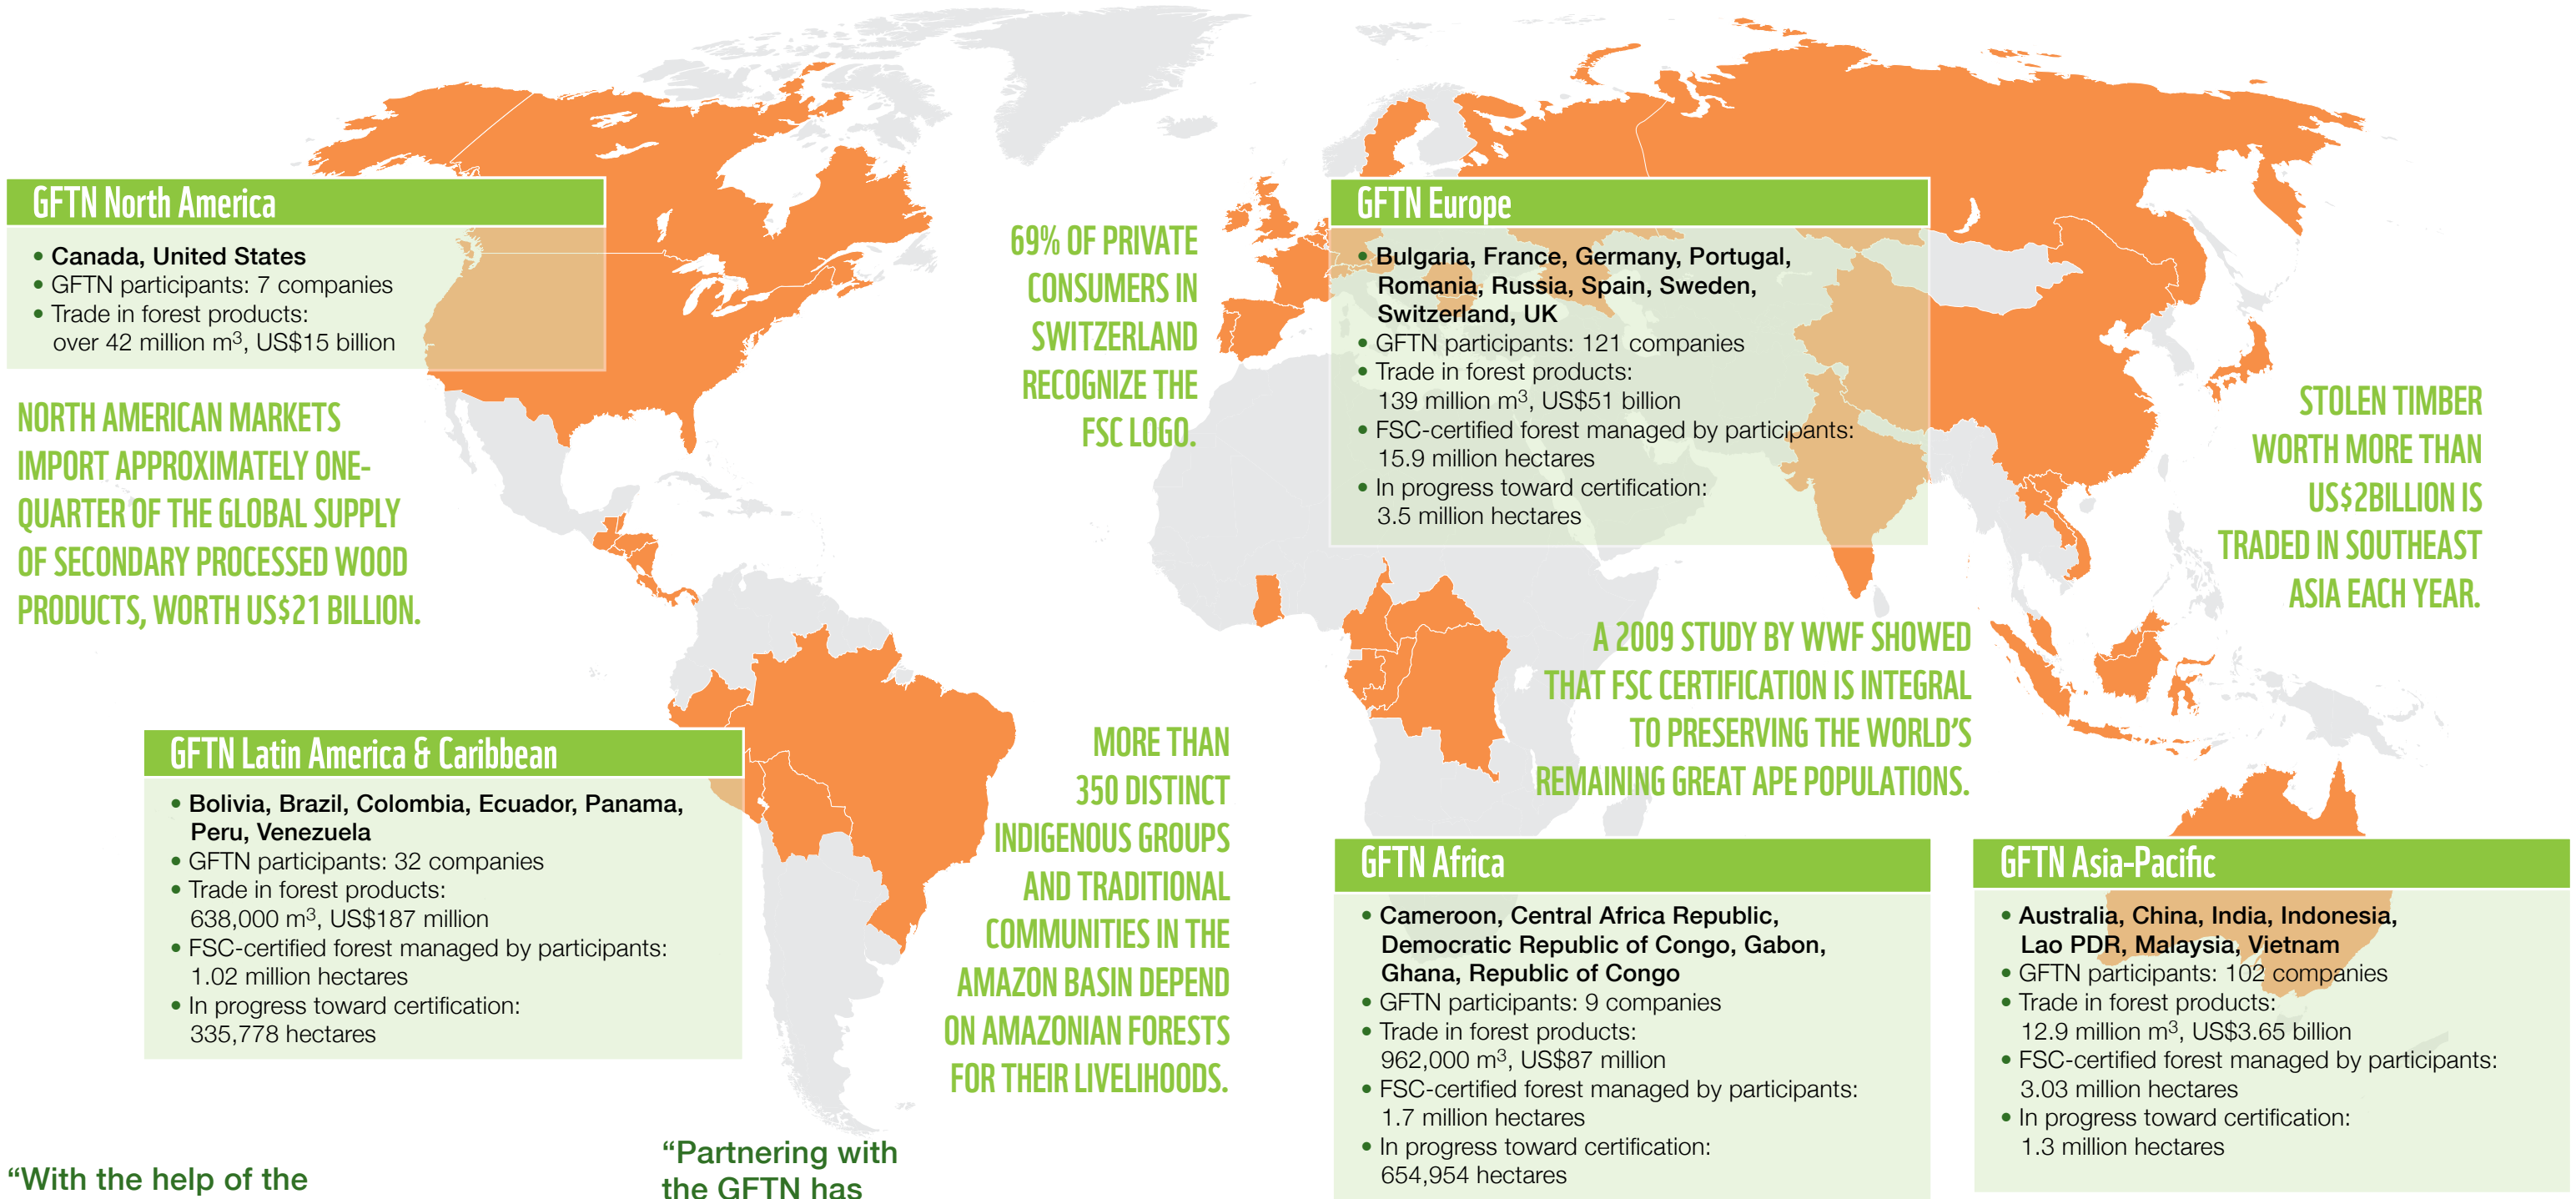 GFTN North America
• Canada, United States
• GFTN participants: 7 companies
• Trade in forest products:
over 42 million m³, US$15 billion
NORTH AMERICAN MARKETS
IMPORT APPROXIMATELY ONE-
QUARTER OF THE GLOBAL SUPPLY
OF SECONDARY PROCESSED WOOD
PRODUCTS, WORTH US$21 BILLION.
69% OF PRIVATE
CONSUMERS IN
SWITZERLAND
RECOGNIZE THE
FSC LOGO.
GFTN Europe
• Bulgaria, France, Germany, Portugal,
Romania, Russia, Spain, Sweden,
Switzerland, UK
• GFTN participants: 121 companies
• Trade in forest products:
139 million m³, US$51 billion
• FSC-certified forest managed by participants:
15.9 million hectares
• In progress toward certification:
3.5 million hectares
STOLEN TIMBER
WORTH MORE THAN
US$2BILLION IS
TRADED IN SOUTHEAST
ASIA EACH YEAR.
A 2009 STUDY BY WWF SHOWED
THAT FSC CERTIFICATION IS INTEGRAL
TO PRESERVING THE WORLD'S
REMAINING GREAT APE POPULATIONS.
GFTN Latin America & Caribbean
• Bolivia, Brazil, Colombia, Ecuador, Panama,
Peru, Venezuela
• GFTN participants: 32 companies
• Trade in forest products:
638,000 m³, US$187 million
• FSC-certified forest managed by participants:
1.02 million hectares
• In progress toward certification:
335,778 hectares
MORE THAN
350 DISTINCT
INDIGENOUS GROUPS
AND TRADITIONAL
COMMUNITIES IN THE
AMAZON BASIN DEPEND
ON AMAZONIAN FORESTS
FOR THEIR LIVELIHOODS.
GFTN Africa
• Cameroon, Central Africa Republic,
Democratic Republic of Congo, Gabon,
Ghana, Republic of Congo
• GFTN participants: 9 companies
• Trade in forest products:
962,000 m³, US$87 million
• FSC-certified forest managed by participants:
1.7 million hectares
• In progress toward certification:
654,954 hectares
GFTN Asia-Pacific
• Australia, China, India, Indonesia,
Lao PDR, Malaysia, Vietnam
• GFTN participants: 102 companies
• Trade in forest products:
12.9 million m³, US$3.65 billion
• FSC-certified forest managed by participants:
3.03 million hectares
• In progress toward certification:
1.3 million hectares
“With the help of the
“Partnering with
the GFTN has